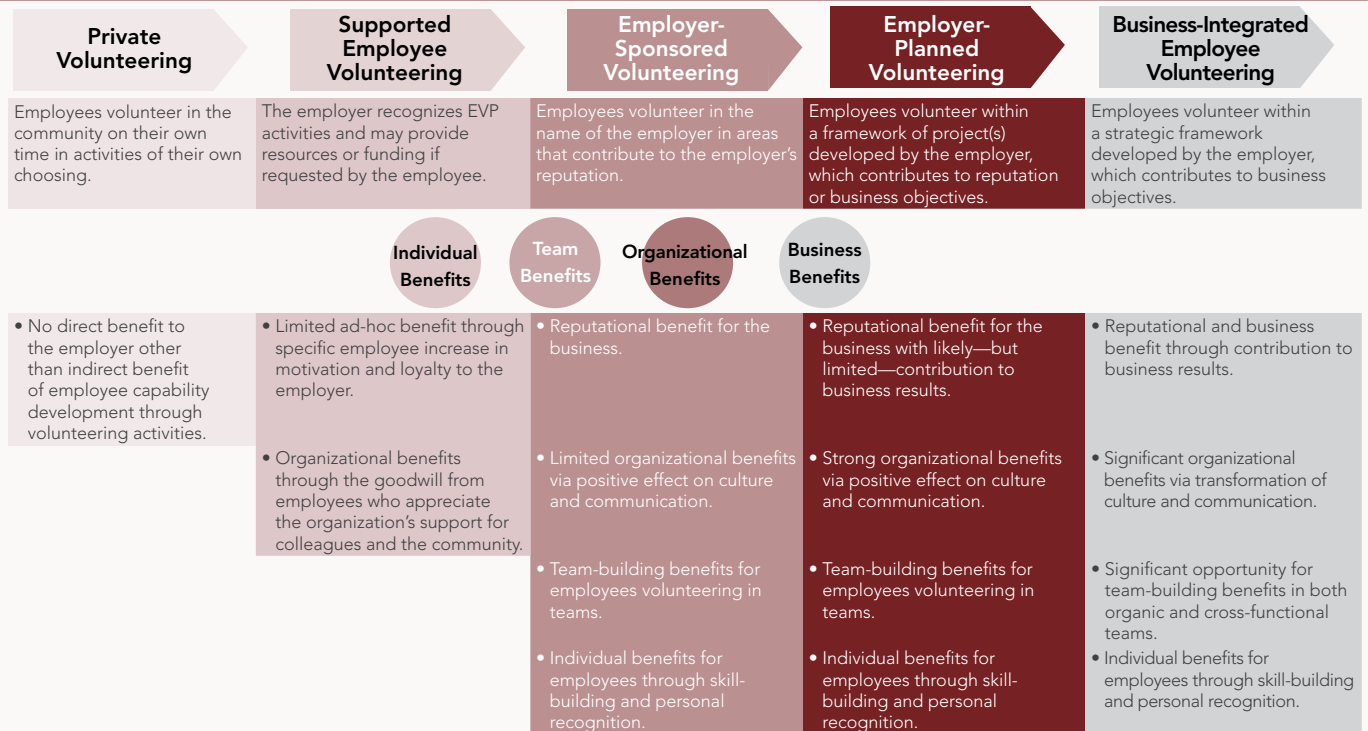 Private
Volunteering
Supported
Employee
Volunteering
Employer-
Sponsored
Volunteering
Employer-
Planned
Volunteering
Business-Integrated
Employee
Volunteering
Employees volunteer in the
community on their own
time in activities of their own
choosing.
The employer recognizes EVP
activities and may provide
resources or funding if
requested by the employee.
Employees volunteer in the
name of the employer in areas
that contribute to the employer’s
reputation.
Employees volunteer within
a framework of project(s)
developed by the employer,
which contributes to reputation
or business objectives.
Employees volunteer within
a strategic framework
developed by the employer,
which contributes to business
objectives.
Individual
Benefits
Team
Benefits
Organizational
Benefits
Business
Benefits
• No direct benefit to
the employer other
than indirect benefit
of employee capability
development through
volunteering activities.
• Limited ad-hoc benefit through
specific employee increase in
motivation and loyalty to the
employer.
• Organizational benefits
through the goodwill from
employees who appreciate
the organization’s support for
colleagues and the community.
• Reputational benefit for the
business.
• Limited organizational benefits
via positive effect on culture
and communication.
• Team-building benefits for
employees volunteering in
teams.
• Individual benefits for
employees through skill-
building and personal
recognition.
• Reputational benefit for the
business with likely—but
limited—contribution to
business results.
• Strong organizational benefits
via positive effect on culture
and communication.
• Team-building benefits for
employees volunteering in
teams.
• Individual benefits for
employees through skill-
building and personal
recognition.
• Reputational and business
benefit through contribution to
business results.
• Significant organizational
benefits via transformation of
culture and communication.
• Significant opportunity for
team-building benefits in both
organic and cross-functional
teams.
• Individual benefits for
employees through skill-building
and personal recognition.